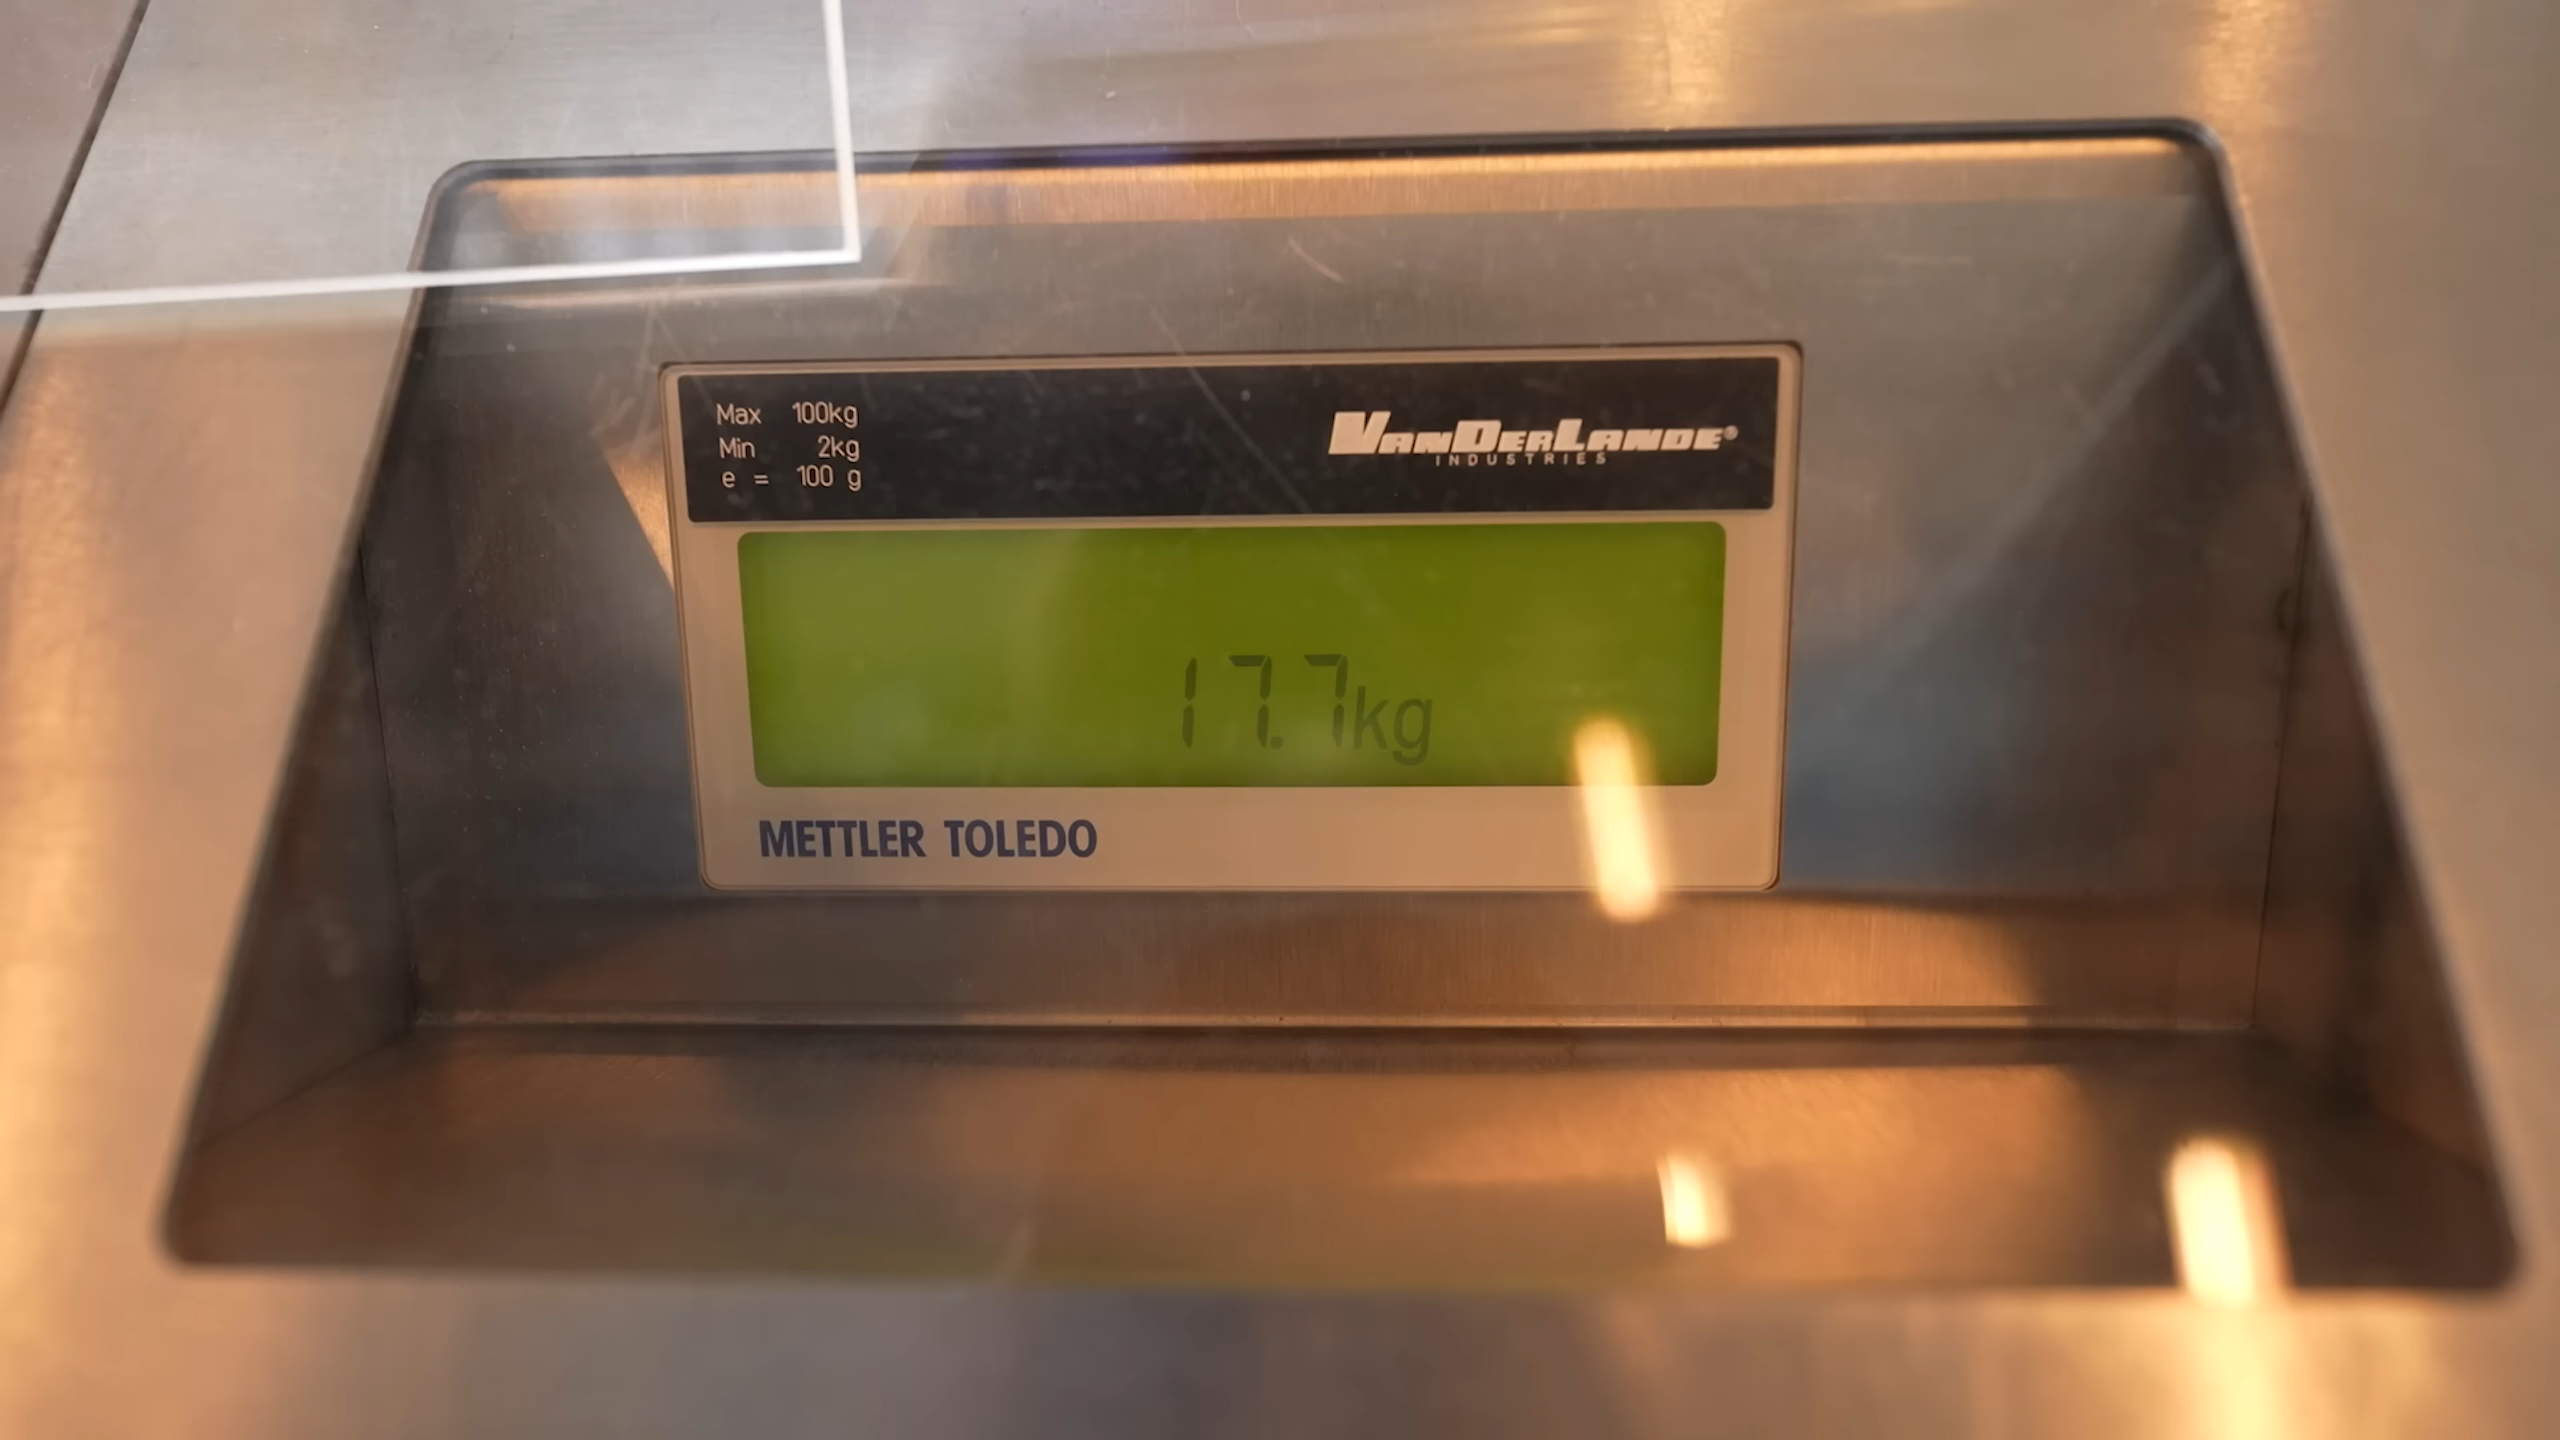 Max 100kg
Min 2kg
e = 100 g
VANDERLANDE®
INDUSTRIES
17.7kg
METTLER TOLEDO